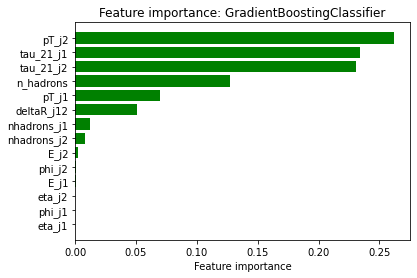 Feature importance: GradientBoostingClassifier
pT_j2
tau_21_j1
tau_21_j2
n_hadrons
pT_j1
deltaR_j12
nhadrons_j1
nhadrons_j2
E_j2
phi_j2
E_j1
eta_j2
phi_j1
eta_j1
0.00 0.05 0.10 0.15 0.20 0.25
Feature importance